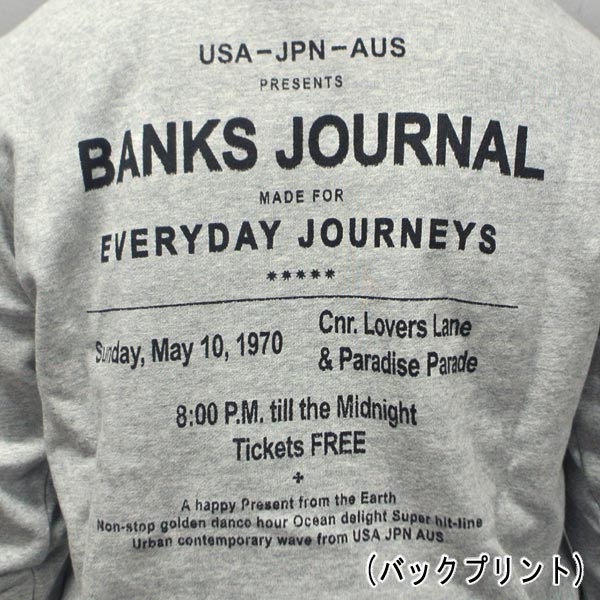 USA-JPN-AUS
PRESENTS
BANKS JOURNAL
MADE FOR
EVERYDAY JOURNEYS
*****
Sunday, May 10, 1970
Cnr. Lovers Lane
& Paradise Parade
8:00 P.M. till the Midnight
Tickets FREE
A happy Present from the Earth
Non-stop golden dance hour Ocean delight Super hit-line
Urban contemporary wave from USA JPN AUS
(バックプリント)